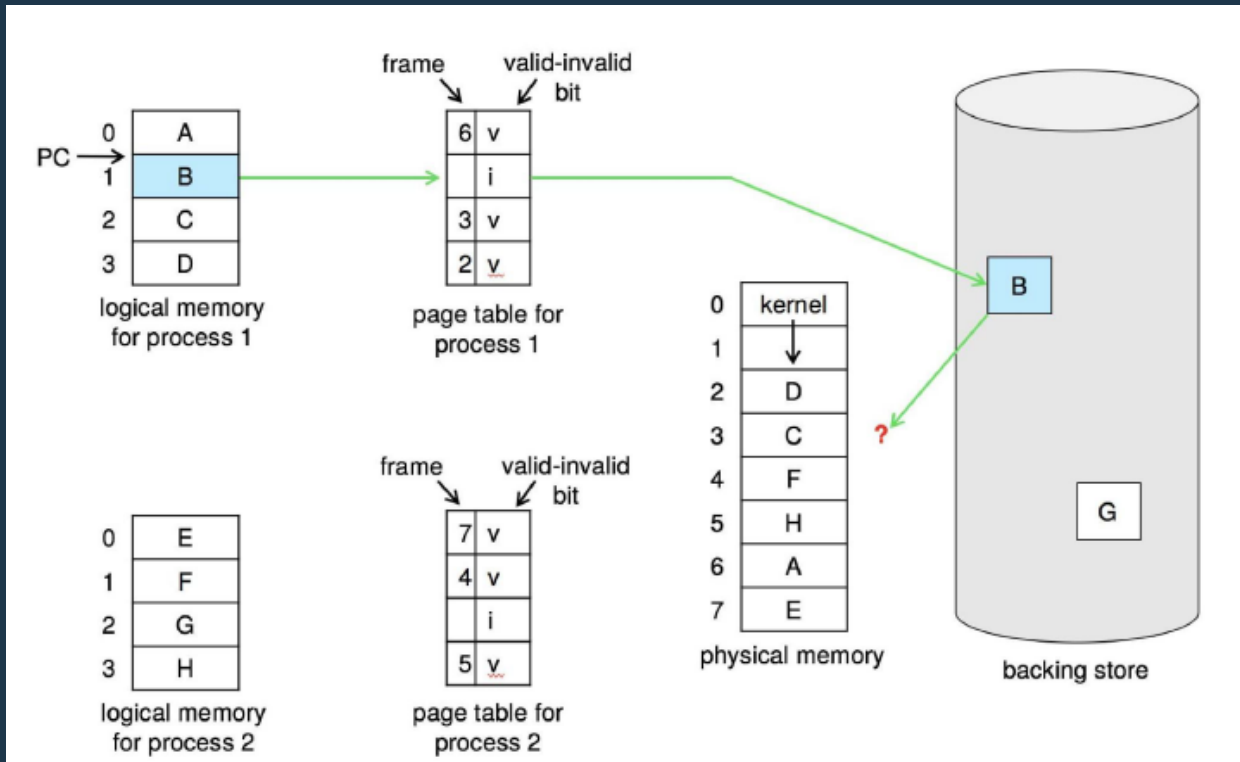 frame valid-invalid
bit
0 A 6 v
PC
1 B i
2 C 3 v
3 D 2 v
logical memory
for process 1
page table for
process 1
B
0 kernel
1
2 D
3 C ?
4 F
5 H
6 A
7 E
physical memory
G
backing store
frame valid-invalid
bit
0 E 7 v
1 F 4 v
2 G i
3 H 5 v
logical memory
for process 2
page table for
process 2